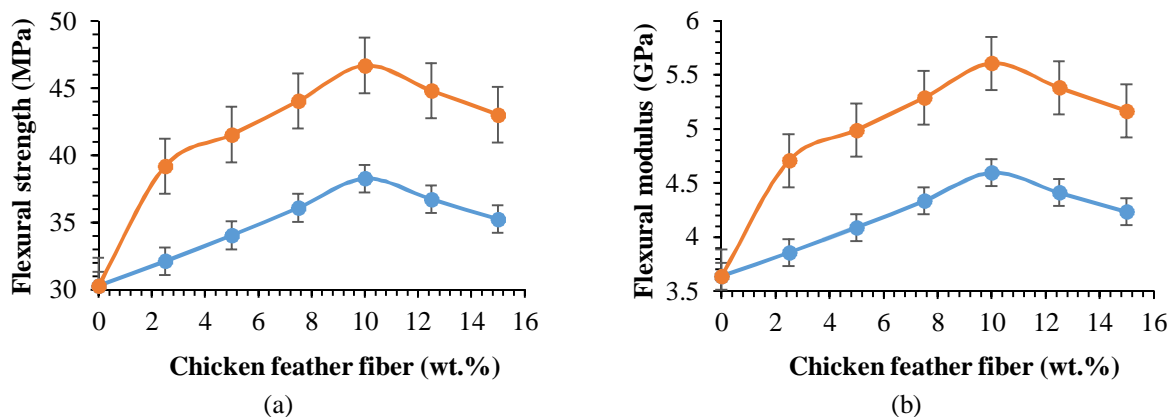 Flexural strength (MPa)
50
45
40
35
30
0 2 4 6 8 10 12 14 16
Chicken feather fiber (wt.%)
(a)
Flexural modulus (GPa)
6
5.5
5
4.5
4
3.5
0 2 4 6 8 10 12 14 16
Chicken feather fiber (wt.%)
(b)